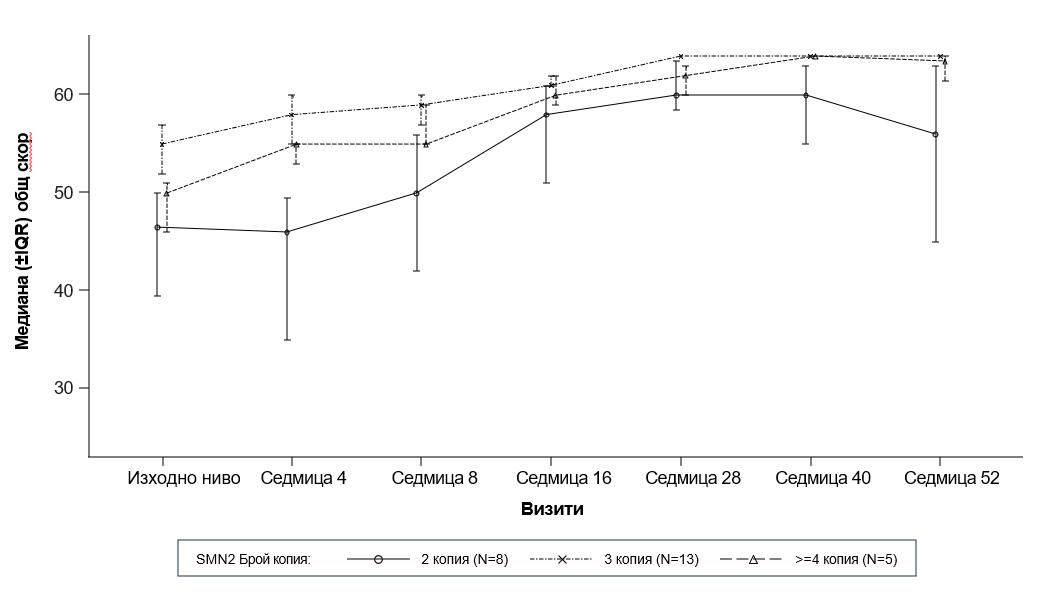 Медиана (±IQR) общ скор
60
50
40
30
Изходно ниво Седмица 4 Седмица 8 Седмица 16 Седмица 28 Седмица 40 Седмица 52
Визити
SMN2 Брой копия: 2 копия (N=8) 3 копия (N=13) >=4 копия (N=5)